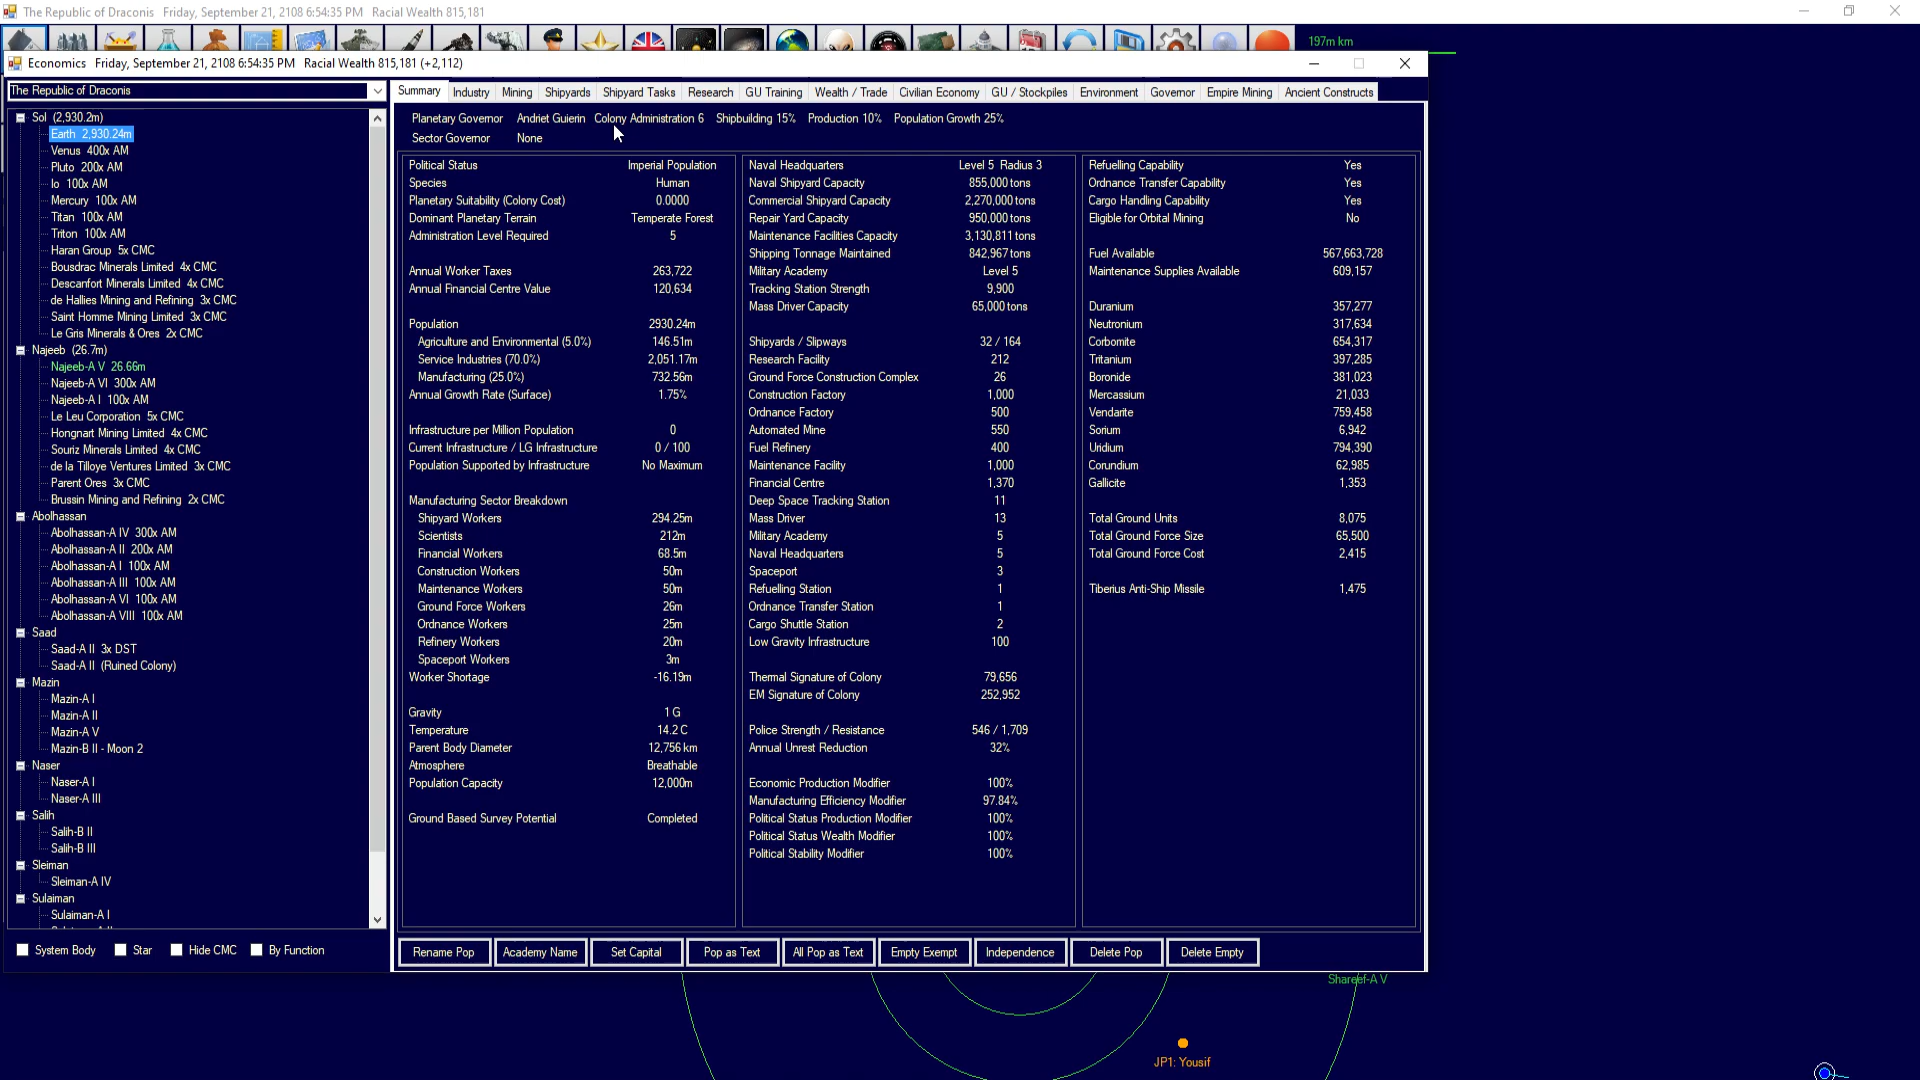 The Republic of Draconis Friday, September 21, 2108 6:54:35 PM Racial Wealth 815,181
197m km
Economics Friday, September 21, 2108 6:54:35 PM Racial Wealth 815,181 (+2,112)
The Republic of Draconis
Summary Industry Mining Shipyards Shipyard Tasks Research GU Training Wealth / Trade Civilian Economy GU / Stockpiles Environment Governor Empire Mining Ancient Constructs
Planetary Governor Andriet Guierin Colony Administration 6 Shipbuilding 15% Production 10% Population Growth 25%
Sector Governor None
Sol (2,930.2m)
Earth 2,930.24m
Venus 400x AM
Pluto 200x AM
Io 100x AM
Mercury 100x AM
Titan 100x AM
Triton 100x AM
Haran Group 5x CMC
Bousdrac Minerals Limited 4x CMC
Descanfort Minerals Limited 4x CMC
de Hallies Mining and Refining 3x CMC
Saint Homme Mining Limited 3x CMC
Le Gris Minerals & Ores 2x CMC
Najeeb (26.7m)
Najeeb-A V 26.66m
Najeeb-A VI 300x AM
Najeeb-A I 100x AM
Le Leu Corporation 5x CMC
Hongnart Mining Limited 4x CMC
Souriz Minerals Limited 4x CMC
de la Tilloye Ventures Limited 3x CMC
Parent Ores 3x CMC
Brussin Mining and Refining 2x CMC
Abolhassan
Abolhassan-A IV 300x AM
Abolhassan-A II 200x AM
Abolhassan-A I 100x AM
Abolhassan-A III 100x AM
Abolhassan-A VI 100x AM
Abolhassan-A VIII 100x AM
Saad
Saad-A II 3x DST
Saad-A II (Ruined Colony)
Mazin
Mazin-A I
Mazin-A II
Mazin-A V
Mazin-B II - Moon 2
Naser
Naser-A I
Naser-A III
Salih
Salih-B II
Salih-B III
Sleiman
Sleiman-A IV
Sulaiman
Sulaiman-A I
System Body Star Hide CMC By Function
Political Status Imperial Population
Species Human
Planetary Suitability (Colony Cost) 0.0000
Dominant Planetary Terrain Temperate Forest
Administration Level Required 5
Annual Worker Taxes 263,722
Annual Financial Centre Value 120,634
Population 2930.24m
Agriculture and Environmental (5.0%) 146.51m
Service Industries (70.0%) 2,051.17m
Manufacturing (25.0%) 732.56m
Annual Growth Rate (Surface) 1.75%
Infrastructure per Million Population 0
Current Infrastructure / LG Infrastructure 0 / 100
Population Supported by Infrastructure No Maximum
Manufacturing Sector Breakdown
Shipyard Workers 294.25m
Scientists 212m
Financial Workers 68.5m
Construction Workers 50m
Maintenance Workers 50m
Ground Force Workers 26m
Ordnance Workers 25m
Refinery Workers 20m
Spaceport Workers 3m
Worker Shortage -16.19m
Gravity 1 G
Temperature 14.2 C
Parent Body Diameter 12,756 km
Atmosphere Breathable
Population Capacity 12,000m
Ground Based Survey Potential Completed
Naval Headquarters Level 5 Radius 3
Naval Shipyard Capacity 855,000 tons
Commercial Shipyard Capacity 2,270,000 tons
Repair Yard Capacity 950,000 tons
Maintenance Facilities Capacity 3,130,811 tons
Shipping Tonnage Maintained 842,967 tons
Military Academy Level 5
Tracking Station Strength 9,900
Mass Driver Capacity 65,000 tons
Shipyards / Slipways 32 / 164
Research Facility 212
Ground Force Construction Complex 26
Construction Factory 1,000
Ordnance Factory 500
Automated Mine 550
Fuel Refinery 400
Maintenance Facility 1,000
Financial Centre 1,370
Deep Space Tracking Station 11
Mass Driver 13
Military Academy 5
Naval Headquarters 5
Spaceport 3
Refuelling Station 1
Ordnance Transfer Station 1
Cargo Shuttle Station 2
Low Gravity Infrastructure 100
Thermal Signature of Colony 79,656
EM Signature of Colony 252,952
Police Strength / Resistance 546 / 1,709
Annual Unrest Reduction 32%
Economic Production Modifier 100%
Manufacturing Efficiency Modifier 97.84%
Political Status Production Modifier 100%
Political Status Wealth Modifier 100%
Political Stability Modifier 100%
Refuelling Capability Yes
Ordnance Transfer Capability Yes
Cargo Handling Capability Yes
Eligible for Orbital Mining No
Fuel Available 567,663,728
Maintenance Supplies Available 609,157
Duranium 357,277
Neutronium 317,634
Corbomite 654,317
Tritanium 397,285
Boronide 381,023
Mercassium 21,033
Vendarite 759,458
Sorium 6,942
Uridium 794,390
Corundium 62,985
Gallicite 1,353
Total Ground Units 8,075
Total Ground Force Size 65,500
Total Ground Force Cost 2,415
Tiberius Anti-Ship Missile 1,475
Rename Pop Academy Name Set Capital Pop as Text All Pop as Text Empty Exempt Independence Delete Pop Delete Empty
Shareef-A V
JP1: Yousif